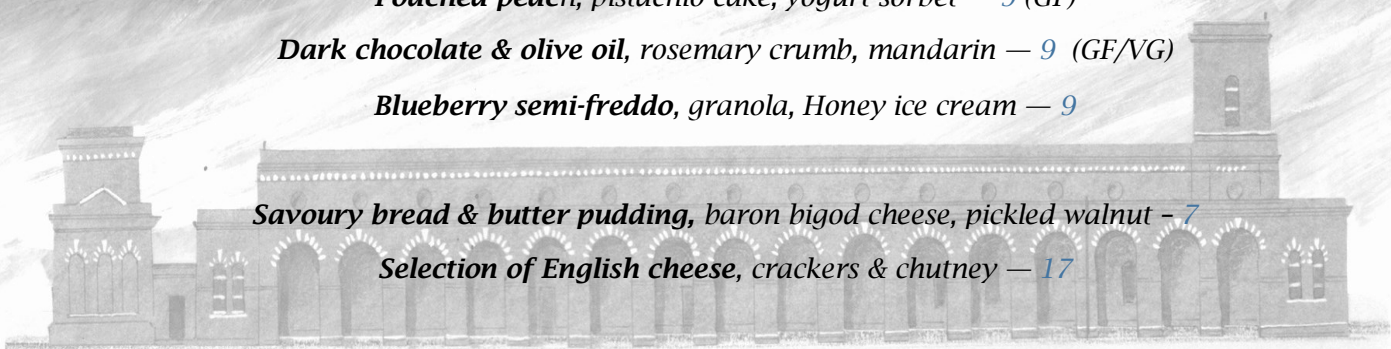 Pouched peach, pistachio cake, yogurt sorbet — 9 (GF)
Dark chocolate & olive oil, rosemary crumb, mandarin — 9 (GF/VG)
Blueberry semi-freddo, granola, Honey ice cream — 9
Savoury bread & butter pudding, baron bigod cheese, pickled walnut – 7
Selection of English cheese, crackers & chutney — 17